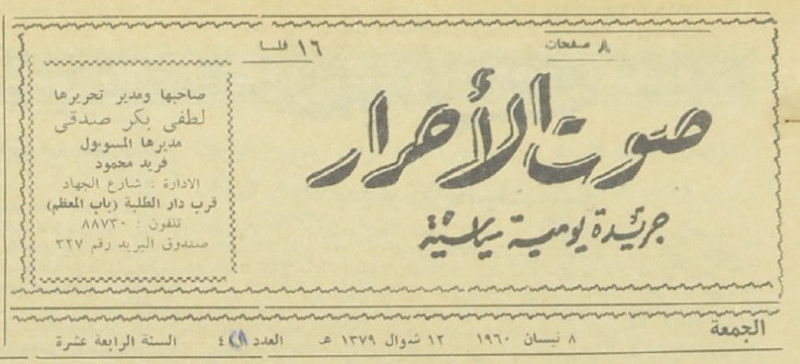 صفحات
١٦ فلسا
صوت الأحرار
جريدة يومية سياسية
صاحبها ومدير تحريرها
لطفي بكر صدقي
مديرها المسؤول
فريد محمود
الادارة : شارع الجهاد
قرب دار الطلبة (باب المعظم)
تلفون : ٨٨٧٣٠
صندوق البريد رقم ٣٢٧
الجمعة
٨ نيسان ١٩٦٠
١٢ شوال ١٣٧٩ هـ
العدد
السنة الرابعة عشرة